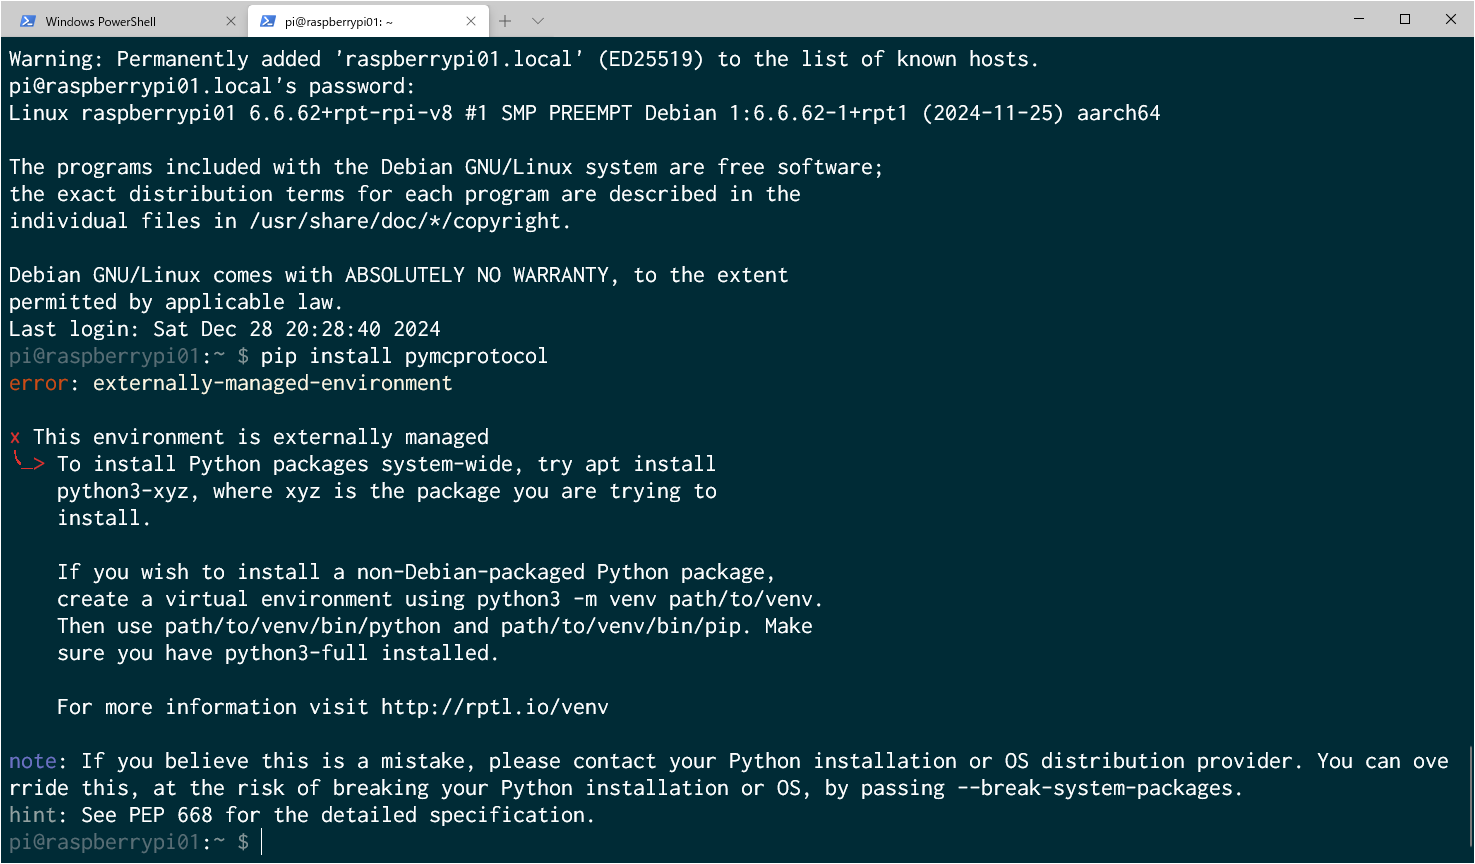 Windows PowerShell
pi@raspberrypi01: ~
Warning: Permanently added 'raspberrypi01.local' (ED25519) to the list of known hosts.
pi@raspberrypi01.local's password:
Linux raspberrypi01 6.6.62+rpt-rpi-v8 #1 SMP PREEMPT Debian 1:6.6.62-1+rpt1 (2024-11-25) aarch64
The programs included with the Debian GNU/Linux system are free software;
the exact distribution terms for each program are described in the
individual files in /usr/share/doc/*/copyright.
Debian GNU/Linux comes with ABSOLUTELY NO WARRANTY, to the extent
permitted by applicable law.
Last login: Sat Dec 28 20:28:40 2024
pi@raspberrypi01:~ $ pip install pymcprotocol
error: externally-managed-environment
x This environment is externally managed
╰─> To install Python packages system-wide, try apt install
python3-xyz, where xyz is the package you are trying to
install.
If you wish to install a non-Debian-packaged Python package,
create a virtual environment using python3 -m venv path/to/venv.
Then use path/to/venv/bin/python and path/to/venv/bin/pip. Make
sure you have python3-full installed.
For more information visit http://rptl.io/venv
note: If you believe this is a mistake, please contact your Python installation or OS distribution provider. You can ove
rride this, at the risk of breaking your Python installation or OS, by passing --break-system-packages.
hint: See PEP 668 for the detailed specification.
pi@raspberrypi01:~ $